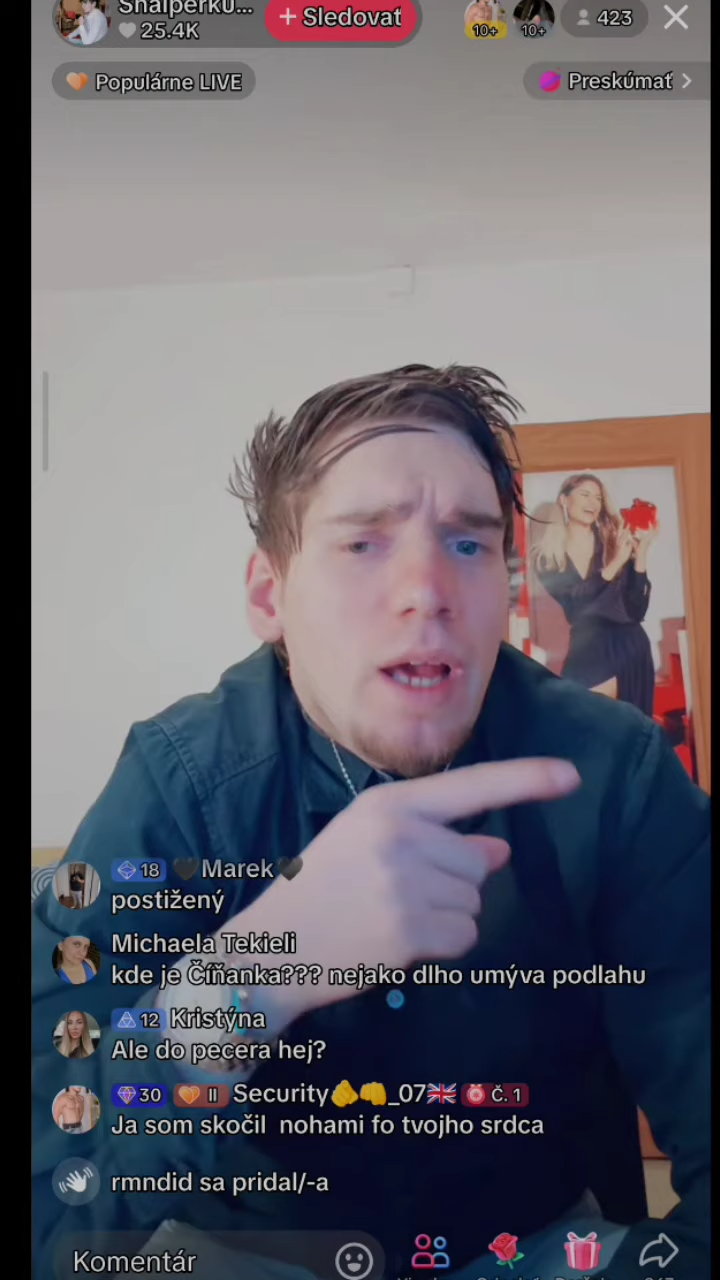 Shaiperku...
25.4K
+ Sledovať
10+
10+
423
Populárne LIVE
Preskúmať
18 🖤Marek🖤
postižený
Michaela Tekieli
kde je Číňanka??? nejako dlho umýva podlahu
12 Kristýna
Ale do pecera hej?
30 II Security🫵👊_07🇬🇧 Č. 1
Ja som skočil nohami fo tvojho srdca
rmndid sa pridal/-a
Komentár